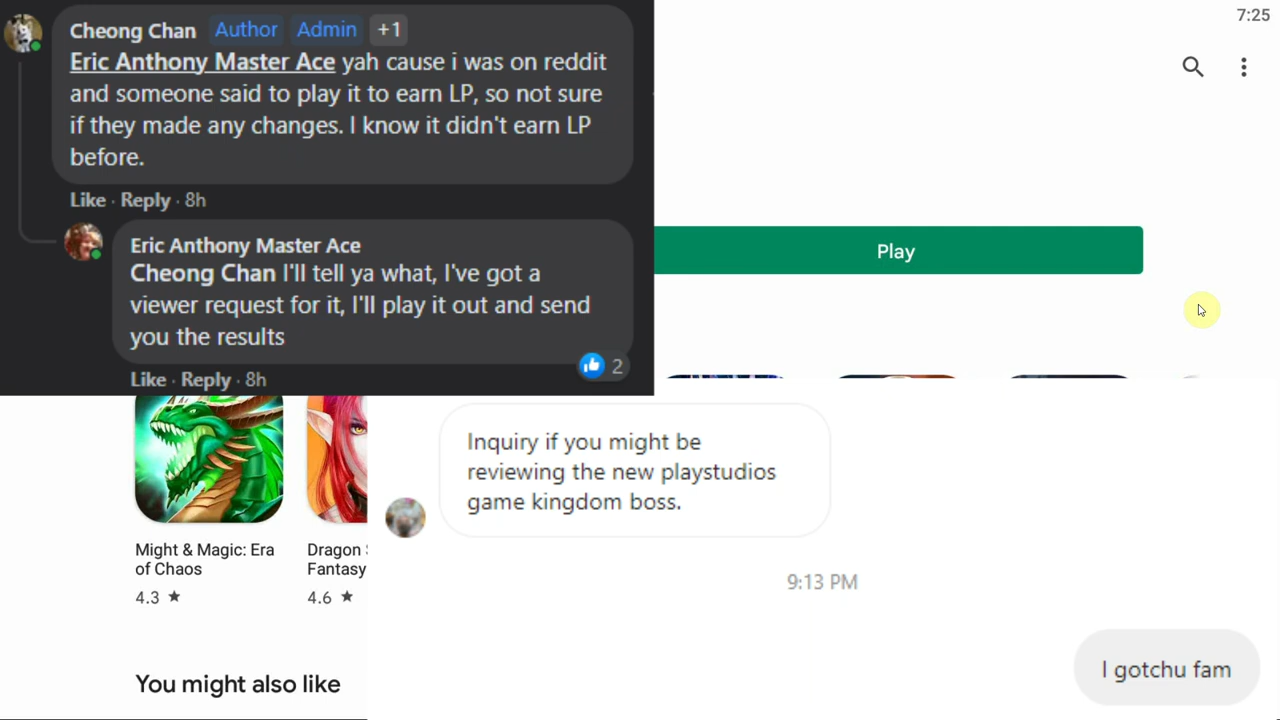 Cheong Chan Author Admin +1
Eric Anthony Master Ace yah cause i was on reddit
and someone said to play it to earn LP, so not sure
if they made any changes. I know it didn't earn LP
before.
Like · Reply · 8h
Eric Anthony Master Ace
Cheong Chan I'll tell ya what, I've got a
viewer request for it, I'll play it out and send
you the results
2
Like · Reply · 8h
7:25
Play
Might & Magic: Era
of Chaos
4.3 ★
Dragon
Fantasy
4.6 ★
You might also like
Inquiry if you might be
reviewing the new playstudios
game kingdom boss.
9:13 PM
I gotchu fam